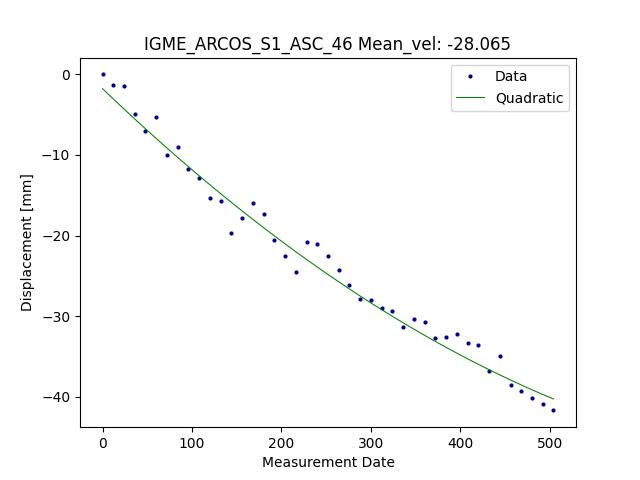 IGME_ARCOS_S1_ASC_46 Mean_vel: -28.065
Data
Quadratic
0
−10
−20
−30
−40
Displacement [mm]
0 100 200 300 400 500
Measurement Date